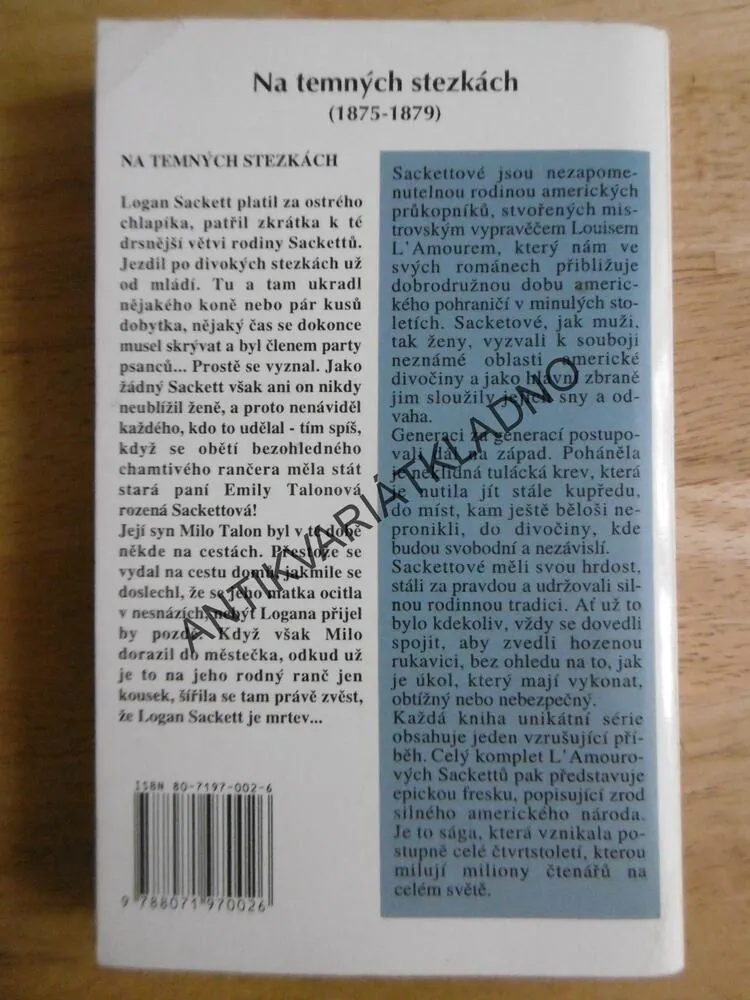 Na temných stezkách
(1875-1879)
NA TEMNÝCH STEZKÁCH
Logan Sackett platil za ostrého
chlapíka, patřil zkrátka k té
drsnější větvi rodiny Sackettů.
Jezdil po divokých stezkách už
od mládí. Tu a tam ukradl
nějakého koně nebo pár kusů
dobytka, nějaký čas se dokonce
musel skrývat a byl členem party
psanců... Prostě se vyznal. Jako
žádný Sackett však ani on nikdy
neublížil ženě, a proto nenáviděl
každého, kdo to udělal - tím spíš,
když se obětí bezohledného
chamtivého rančera měla stát
stará paní Emily Talonová
rozená Sackettová!
Její syn Milo Talon byl v té době
někde na cestách. Přestože se
vydal na cestu domů, jakmile se
doslechl, že se jeho matka ocitla
v nesnázích, nebýt Logana přijel
by pozdě. Když však Milo
dorazil do městečka, odkud už
je to na jeho rodný ranč jen
kousek, šířila se tam právě zvěst,
že Logan Sackett je mrtev...
Sackettové jsou nezapome-
nutelnou rodinou amerických
průkopníků, stvořených mis-
trovským vypravěčem Louisem
L'Amourem, který nám ve
svých románech přibližuje
dobrodružnou dobu americ-
kého pohraničí v minulých sto-
letích. Sacketové, jak muži,
tak ženy, vyzvali k souboji
neznámé oblasti americké
divočiny a jako hlavní zbraně
jim sloužily jejich sny a od-
vaha.
Generaci za generací postupo-
vali dál na západ. Poháněla
je neklidná tulácká krev, která
je nutila jít stále kupředu,
do míst, kam ještě běloši ne-
pronikli, do divočiny, kde
budou svobodní a nezávislí.
Sackettové měli svou hrdost,
stáli za pravdou a udržovali sil-
nou rodinnou tradici. Ať už to
bylo kdekoliv, vždy se dovedli
spojit, aby zvedli hozenou
rukavici, bez ohledu na to, jak
je úkol, který mají vykonat,
obtížný nebo nebezpečný.
Každá kniha unikátní série
obsahuje jeden vzrušující pří-
běh. Celý komplet L'Amouro-
vých Sackettů pak představuje
epickou fresku, popisující zrod
silného amerického národa.
Je to sága, která vznikala po-
stupně celé čtvrtstoletí, kterou
milují miliony čtenářů na
celém světě.
ISBN 80-7197-002-6
9 788071 970026
ANTIKVARIÁTKLADNO